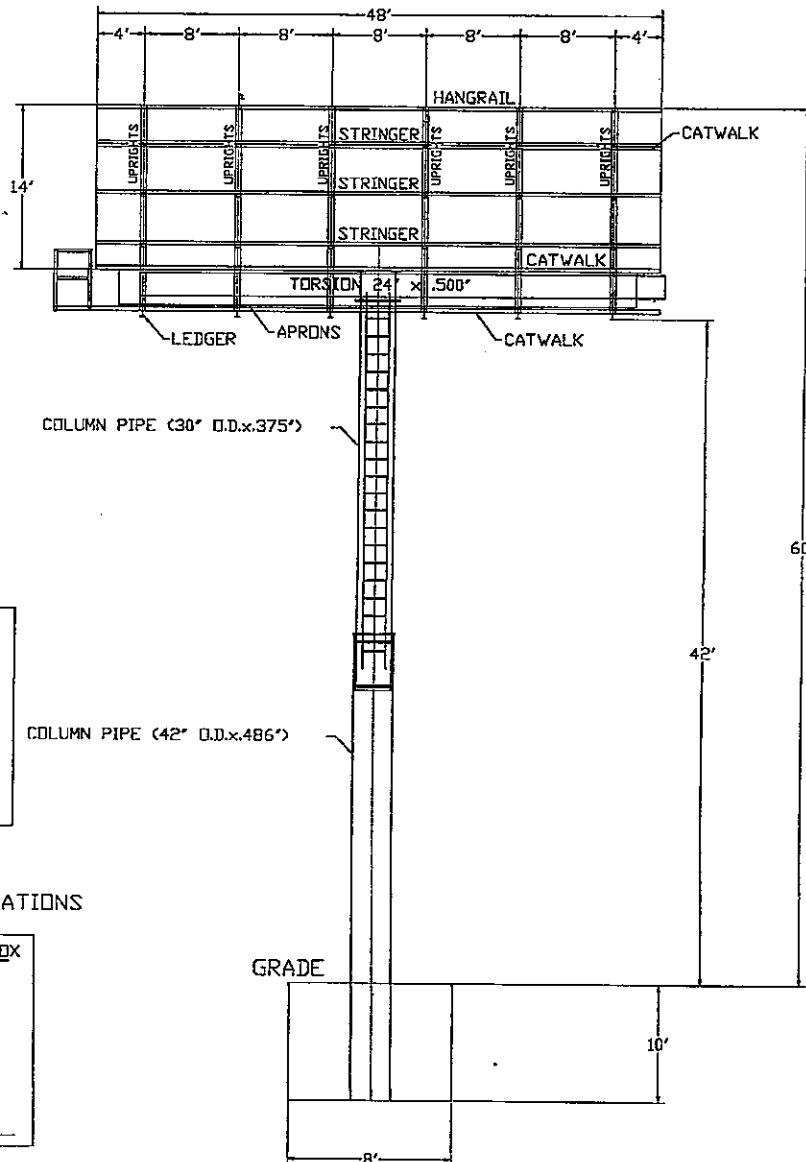 48'
4' 8' 8' 8' 8' 8' 4'
HANGRAIL
UPRIGHTS UPRIGHTS UPRIGHTS UPRIGHTS UPRIGHTS UPRIGHTS
STRINGER
CATWALK
14'
STRINGER
STRINGER
CATWALK
TORSION 24' x .500"
LEDGER
APRONS
CATWALK
COLUMN PIPE (30" O.D.x.375")
60
42'
COLUMN PIPE (42" O.D.x.486")
ATIONS
OX
GRADE
10'
8'